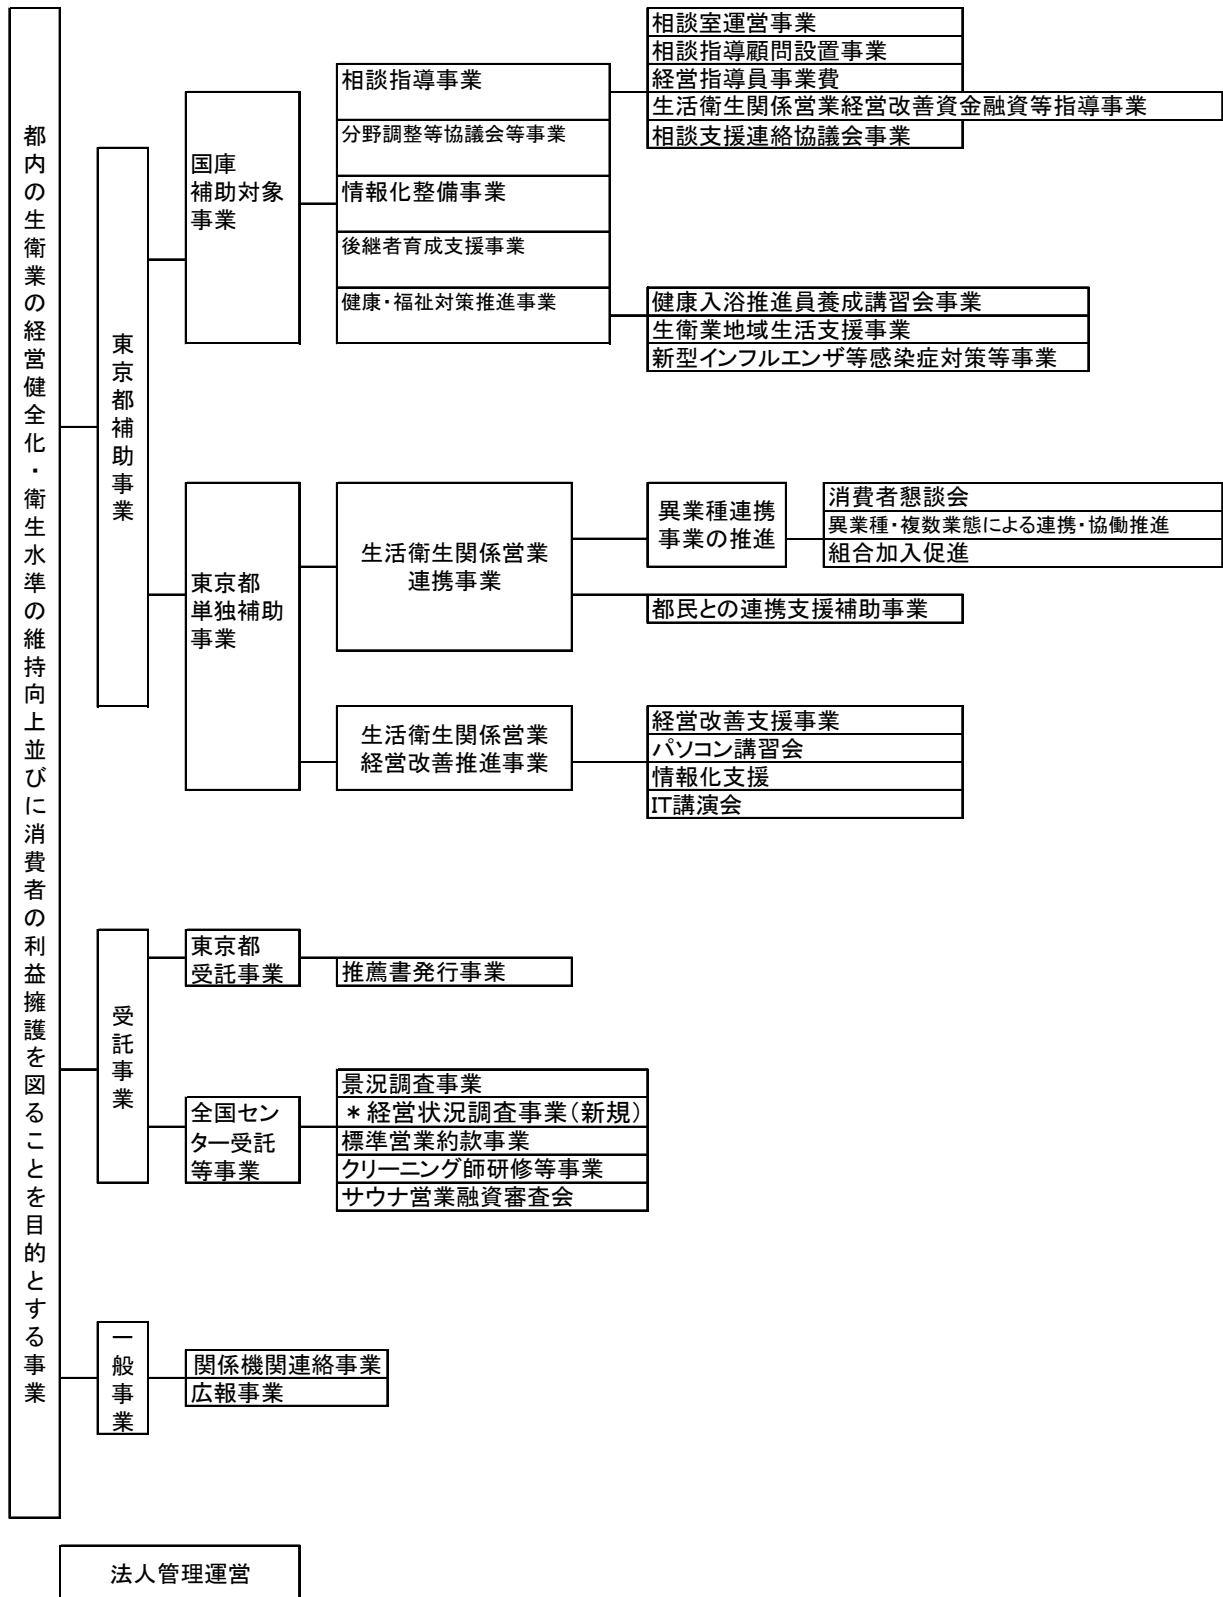 都内の生衛業の経営健全化・衛生水準の維持向上並びに消費者の利益擁護を図ることを目的とする事業
東京都補助事業
国庫
補助対象
事業
相談指導事業
相談室運営事業
相談指導顧問設置事業
経営指導員事業費
生活衛生関係営業経営改善資金融資等指導事業
相談支援連絡協議会事業
分野調整等協議会等事業
情報化整備事業
後継者育成支援事業
健康・福祉対策推進事業
健康入浴推進員養成講習会事業
生衛業地域生活支援事業
新型インフルエンザ等感染症対策等事業
東京都
単独補助
事業
生活衛生関係営業
連携事業
異業種連携
事業の推進
消費者懇談会
異業種・複数業態による連携・協働推進
組合加入促進
都民との連携支援補助事業
生活衛生関係営業
経営改善推進事業
経営改善支援事業
パソコン講習会
情報化支援
IT講演会
受託事業
東京都
受託事業
推薦書発行事業
全国セン
ター受託
等事業
景況調査事業
＊経営状況調査事業（新規）
標準営業約款事業
クリーニング師研修等事業
サウナ営業融資審査会
一般事業
関係機関連絡事業
広報事業
法人管理運営